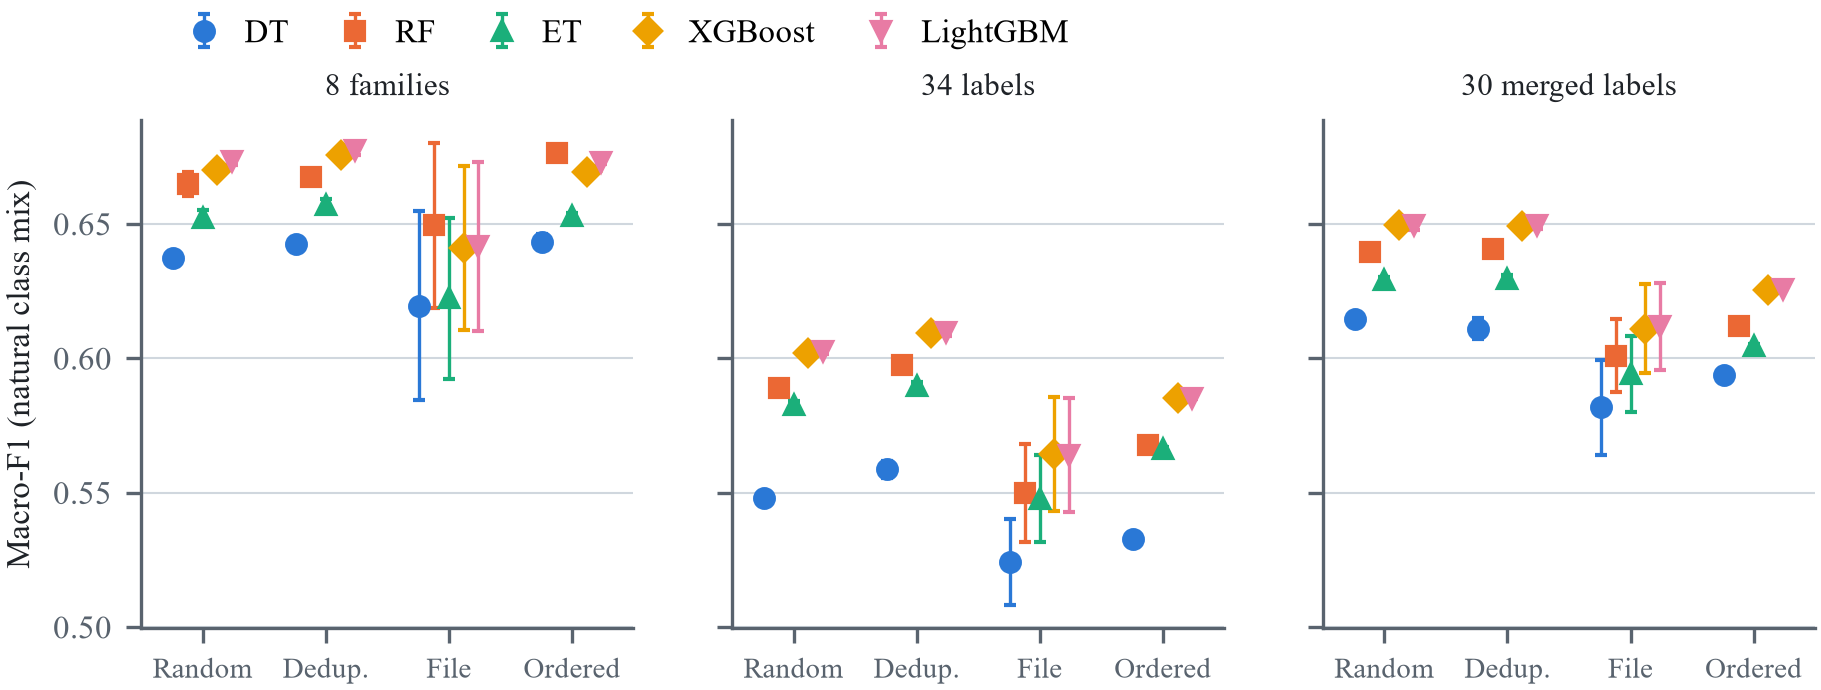 DT RF ET XGBoost LightGBM
8 families 34 labels 30 merged labels
Macro-F1 (natural class mix)
0.65
0.60
0.55
0.50
Random Dedup. File Ordered Random Dedup. File Ordered Random Dedup. File Ordered